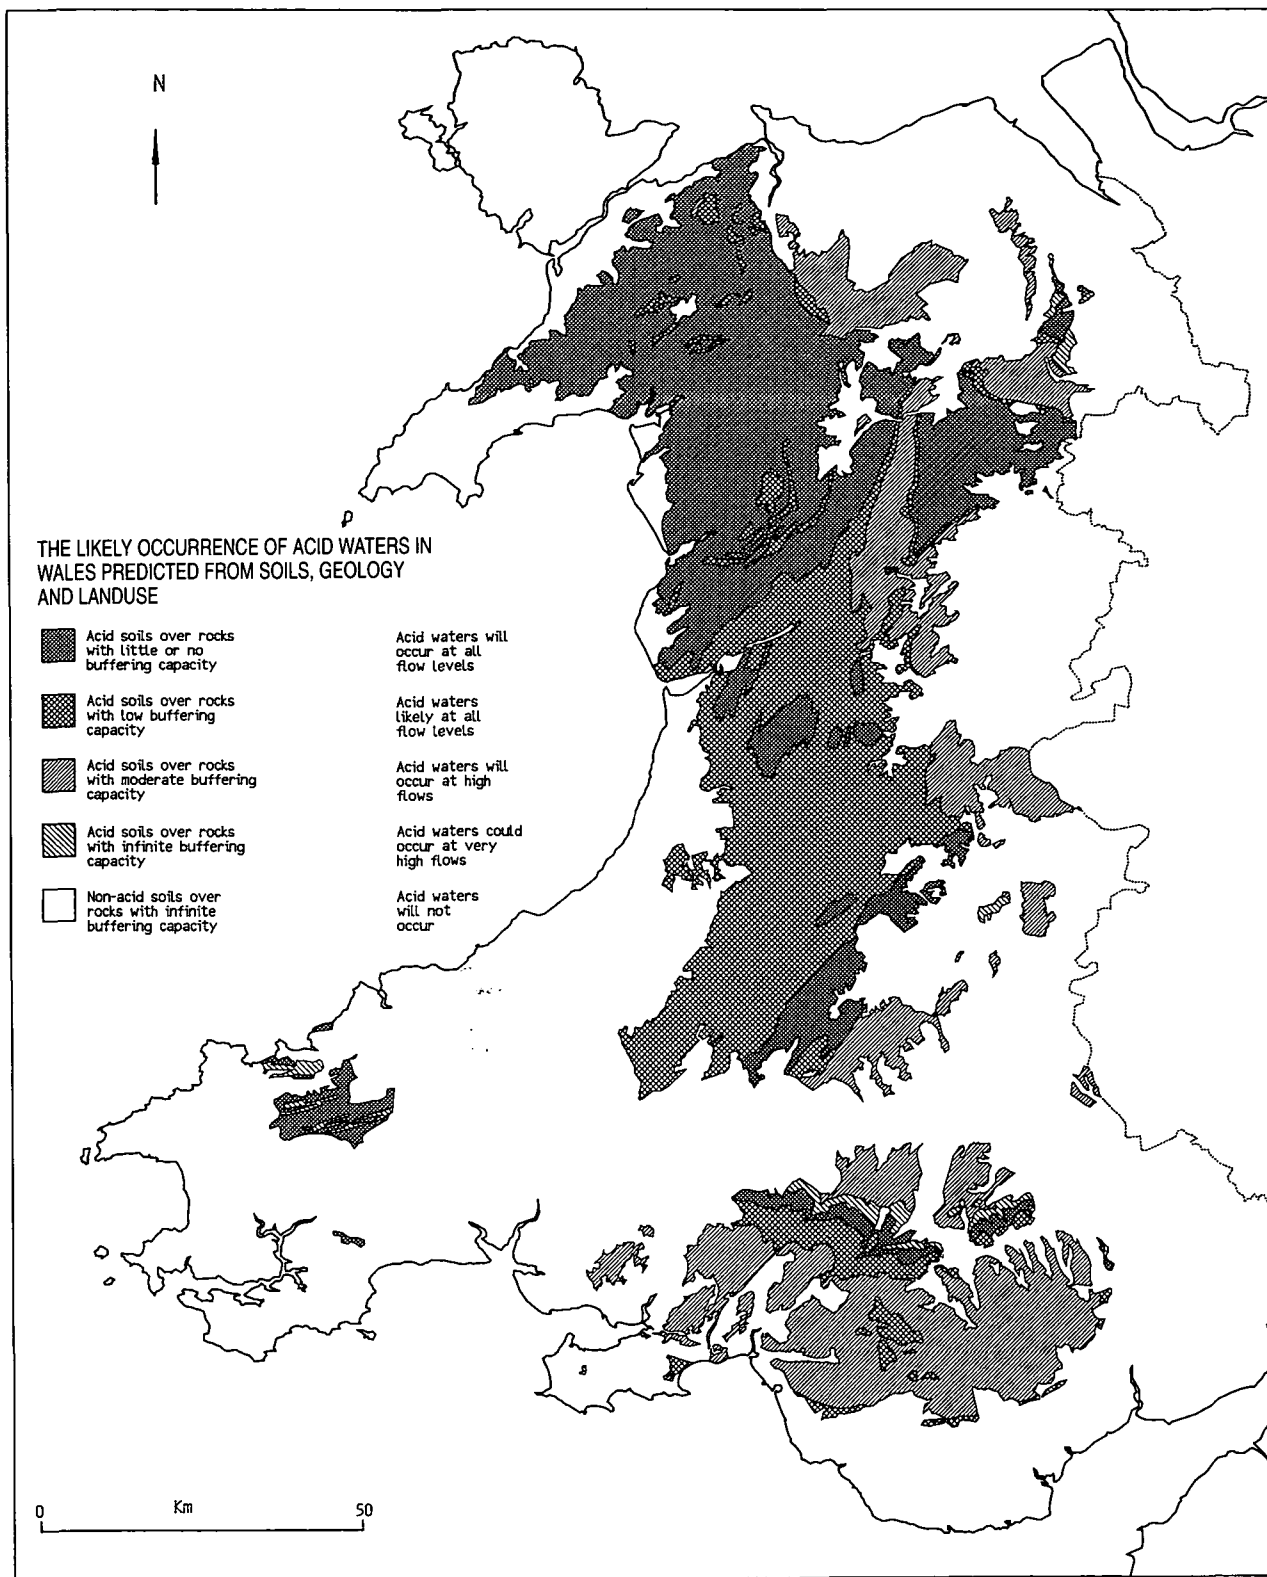 N
THE LIKELY OCCURRENCE OF ACID WATERS IN
WALES PREDICTED FROM SOILS, GEOLOGY
AND LANDUSE
Acid soils over rocks
with little or no
buffering capacity
Acid waters will
occur at all
flow levels
Acid soils over rocks
with low buffering
capacity
Acid waters
likely at all
flow levels
Acid soils over rocks
with moderate buffering
capacity
Acid waters will
occur at high
flows
Acid soils over rocks
with infinite buffering
capacity
Acid waters could
occur at very
high flows
Non-acid soils over
rocks with infinite
buffering capacity
Acid waters
will not
occur
0 Km 50